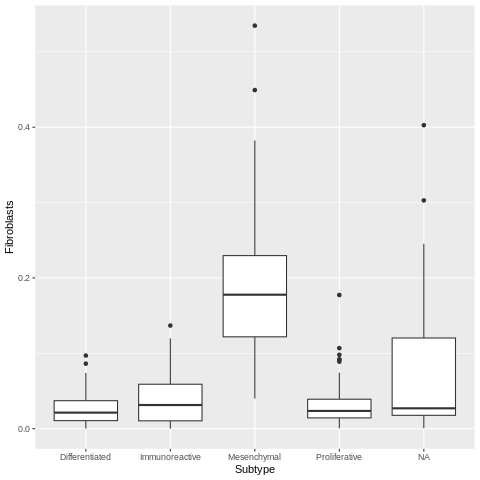 Fibroblasts
0.4
0.2
0.0
Differentiated Immunoreactive Mesenchymal Proliferative NA
Subtype